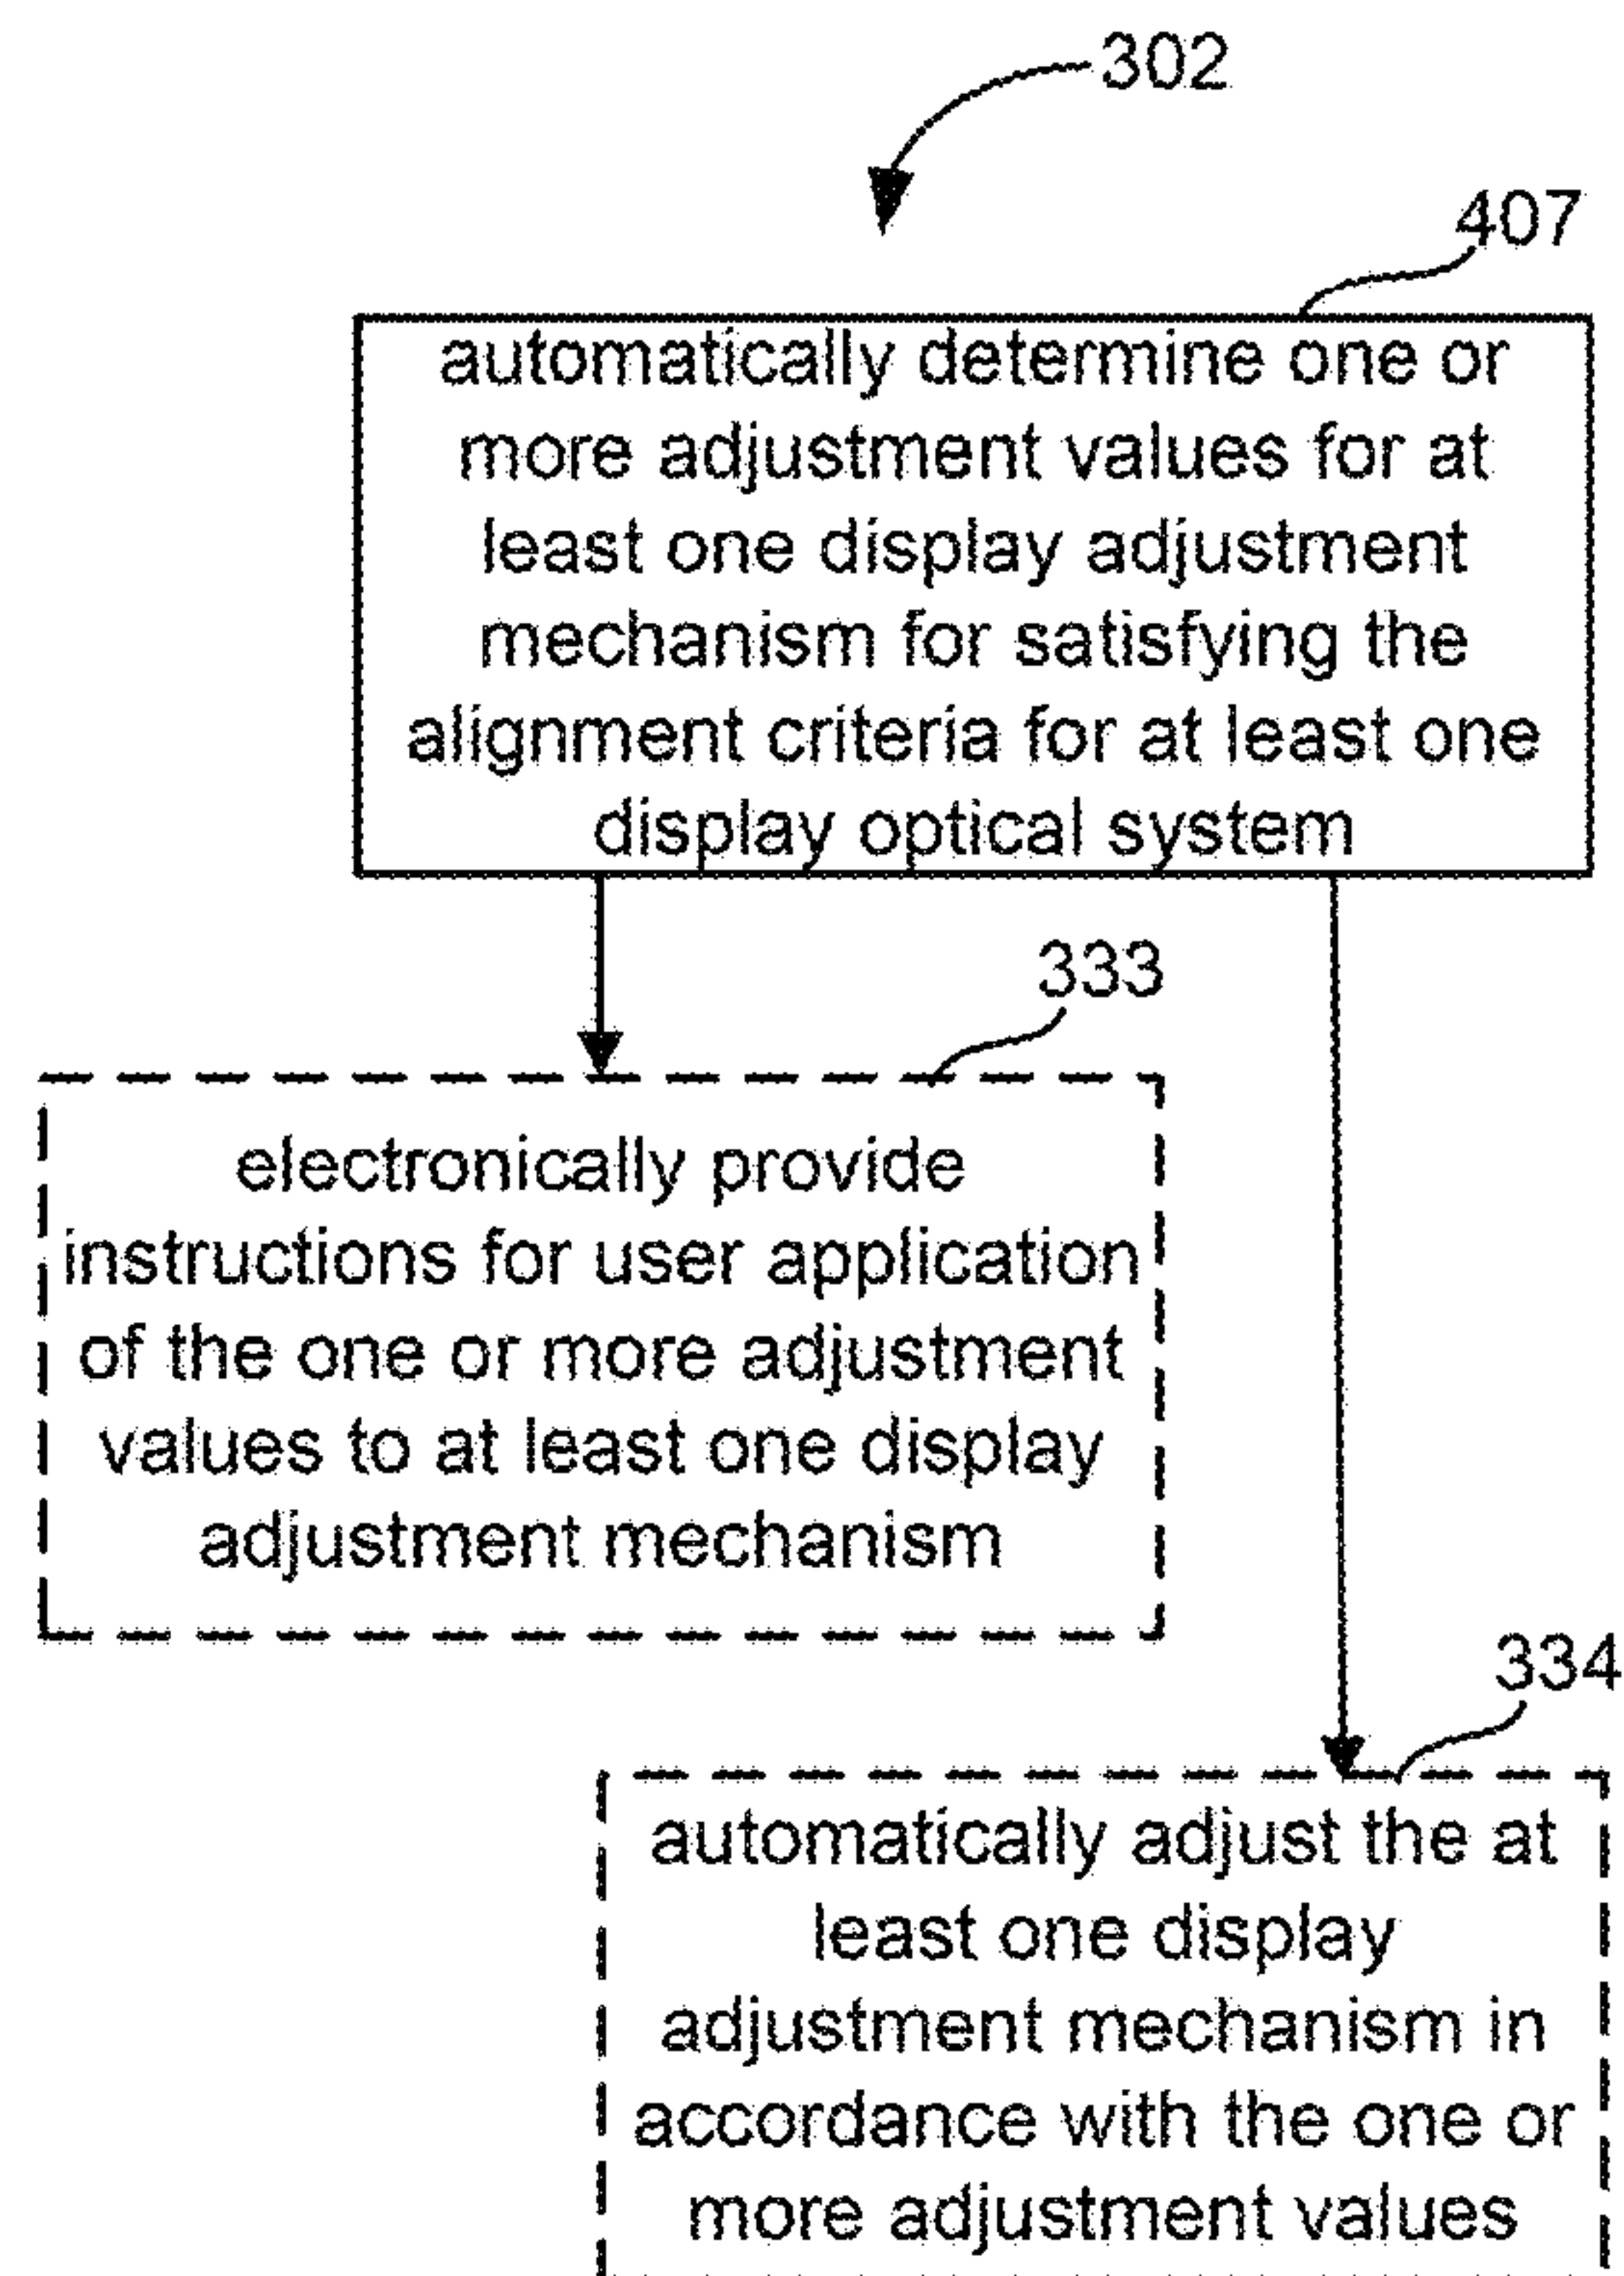 302
407
automatically determine one or
more adjustment values for at
least one display adjustment
mechanism for satisfying the
alignment criteria for at least one
display optical system
333
electronically provide
instructions for user application
of the one or more adjustment
values to at least one display
adjustment mechanism
334
automatically adjust the at
least one display
adjustment mechanism in
accordance with the one or
more adjustment values